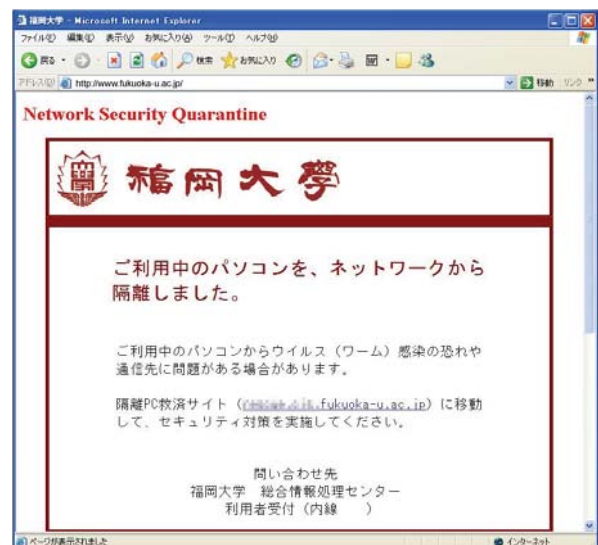 福岡大学 - Microsoft Internet Explorer
ファイル(F) 編集(E) 表示(V) お気に入り(A) ツール(T) ヘルプ(H)
戻る 検索 お気に入り
アドレス(D) http://www.fukuoka-u.ac.jp/ 移動 リンク »
Network Security Quarantine
福岡大學
ご利用中のパソコンを、ネットワークから
隔離しました。
ご利用中のパソコンからウイルス（ワーム）感染の恐れや
通信先に問題がある場合があります。
隔離PC救済サイト（.fukuoka-u.ac.jp）に移動
して、セキュリティ対策を実施してください。
問い合わせ先
福岡大学 総合情報処理センター
利用者受付（内線 ）
ページが表示されました インターネット